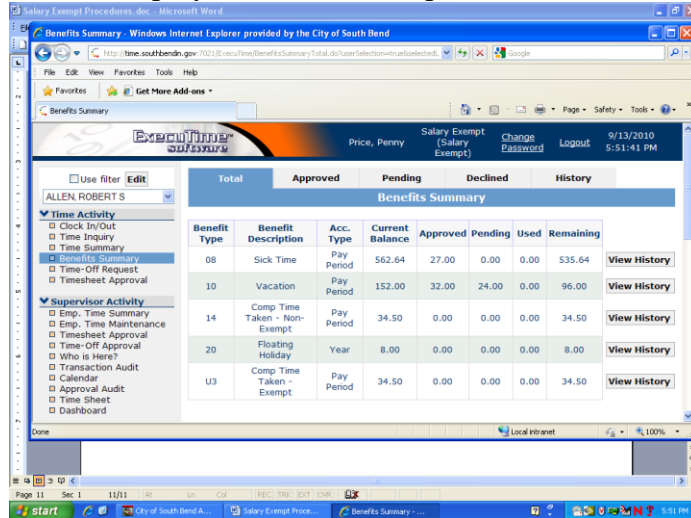 Salary Exempt Procedures.doc - Microsoft Word
Benefits Summary - Windows Internet Explorer provided by the City of South Bend
http://time.southbendin.gov:7021/ExecuTime/BenefitsSummaryTotal.do?userSelection=true&selectedL
Google
File Edit View Favorites Tools Help
Favorites Get More Add-ons
Benefits Summary
Page Safety Tools
ExecuTime software
Price, Penny
Salary Exempt (Salary Exempt)
Change Password
Logout
9/13/2010 5:51:41 PM
Use filter Edit
ALLEN, ROBERT S
Time Activity
Clock In/Out
Time Inquiry
Time Summary
Benefits Summary
Time-Off Request
Timesheet Approval
Supervisor Activity
Emp. Time Summary
Emp. Time Maintenance
Timesheet Approval
Time-Off Approval
Who is Here?
Transaction Audit
Calendar
Approval Audit
Time Sheet
Dashboard
Total Approved Pending Declined History
Benefits Summary
Benefit Type Benefit Description Acc. Type Current Balance Approved Pending Used Remaining
08 Sick Time Pay Period 562.64 27.00 0.00 0.00 535.64 View History
10 Vacation Pay Period 152.00 32.00 24.00 0.00 96.00 View History
14 Comp Time Taken - Non-Exempt Pay Period 34.50 0.00 0.00 0.00 34.50 View History
20 Floating Holiday Year 8.00 0.00 0.00 0.00 8.00 View History
U3 Comp Time Taken - Exempt Pay Period 34.50 0.00 0.00 0.00 34.50 View History
Done
Local intranet
100%
Page 11 Sec 1 11/11 At Ln Col REC TRK EXT OVR
start
City of South Bend A...
Salary Exempt Proce...
Benefits Summary - ...
5:51 PM